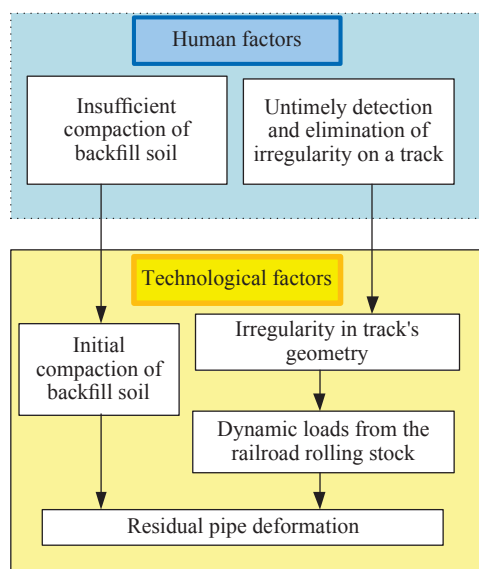 Human factors
Insufficient
compaction of
backfill soil
Untimely detection
and elimination of
irregularity on a track
Technological factors
Initial
compaction of
backfill soil
Irregularity in track's
geometry
Dynamic loads from the
railroad rolling stock
Residual pipe deformation